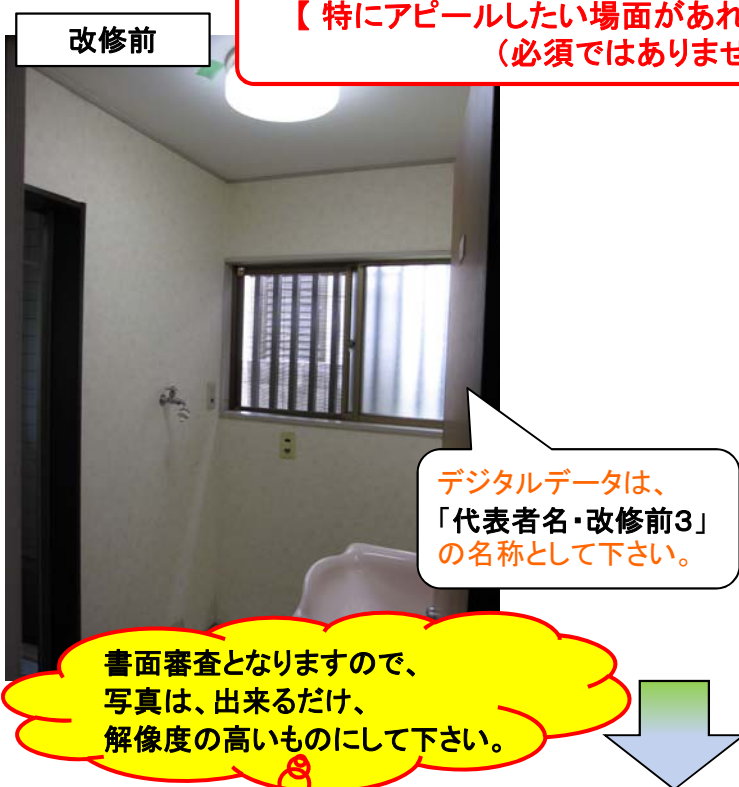 改修前
【 特にアピールしたい場面があれ
（必須ではありませ
デジタルデータは、
「代表者名・改修前３」
の名称として下さい。
書面審査となりますので、
写真は、出来るだけ、
解像度の高いものにして下さい。